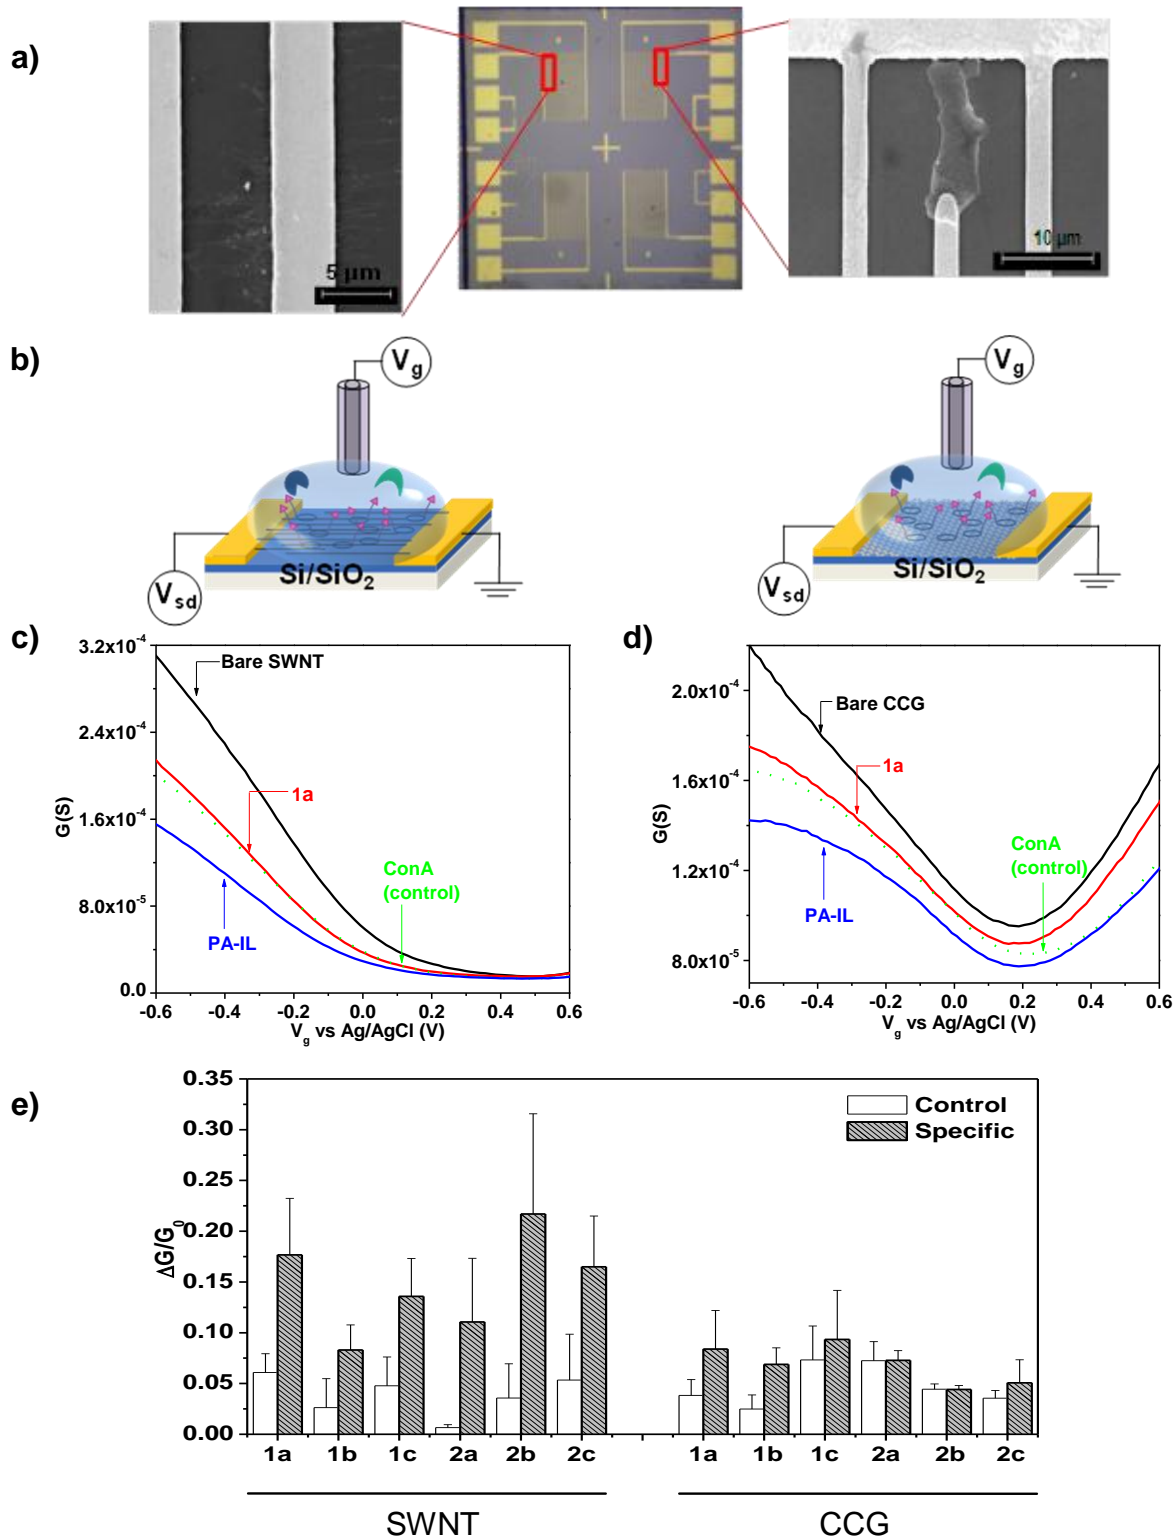 a)
5 µm
10 µm
b)
Vg
Vg
Si/SiO2
Si/SiO2
Vsd
Vsd
c)
3.2x10-4
2.4x10-4
1.6x10-4
8.0x10-5
0.0
G(S)
Bare SWNT
1a
ConA
(control)
PA-IL
-0.6 -0.4 -0.2 0.0 0.2 0.4 0.6
Vg vs Ag/AgCl (V)
d)
2.0x10-4
1.6x10-4
1.2x10-4
8.0x10-5
G(S)
Bare CCG
1a
ConA
(control)
PA-IL
-0.6 -0.4 -0.2 0.0 0.2 0.4 0.6
Vg vs Ag/AgCl (V)
e)
0.35
0.30
0.25
0.20
0.15
0.10
0.05
0.00
ΔG/G0
Control
Specific
1a 1b 1c 2a 2b 2c 1a 1b 1c 2a 2b 2c
SWNT CCG